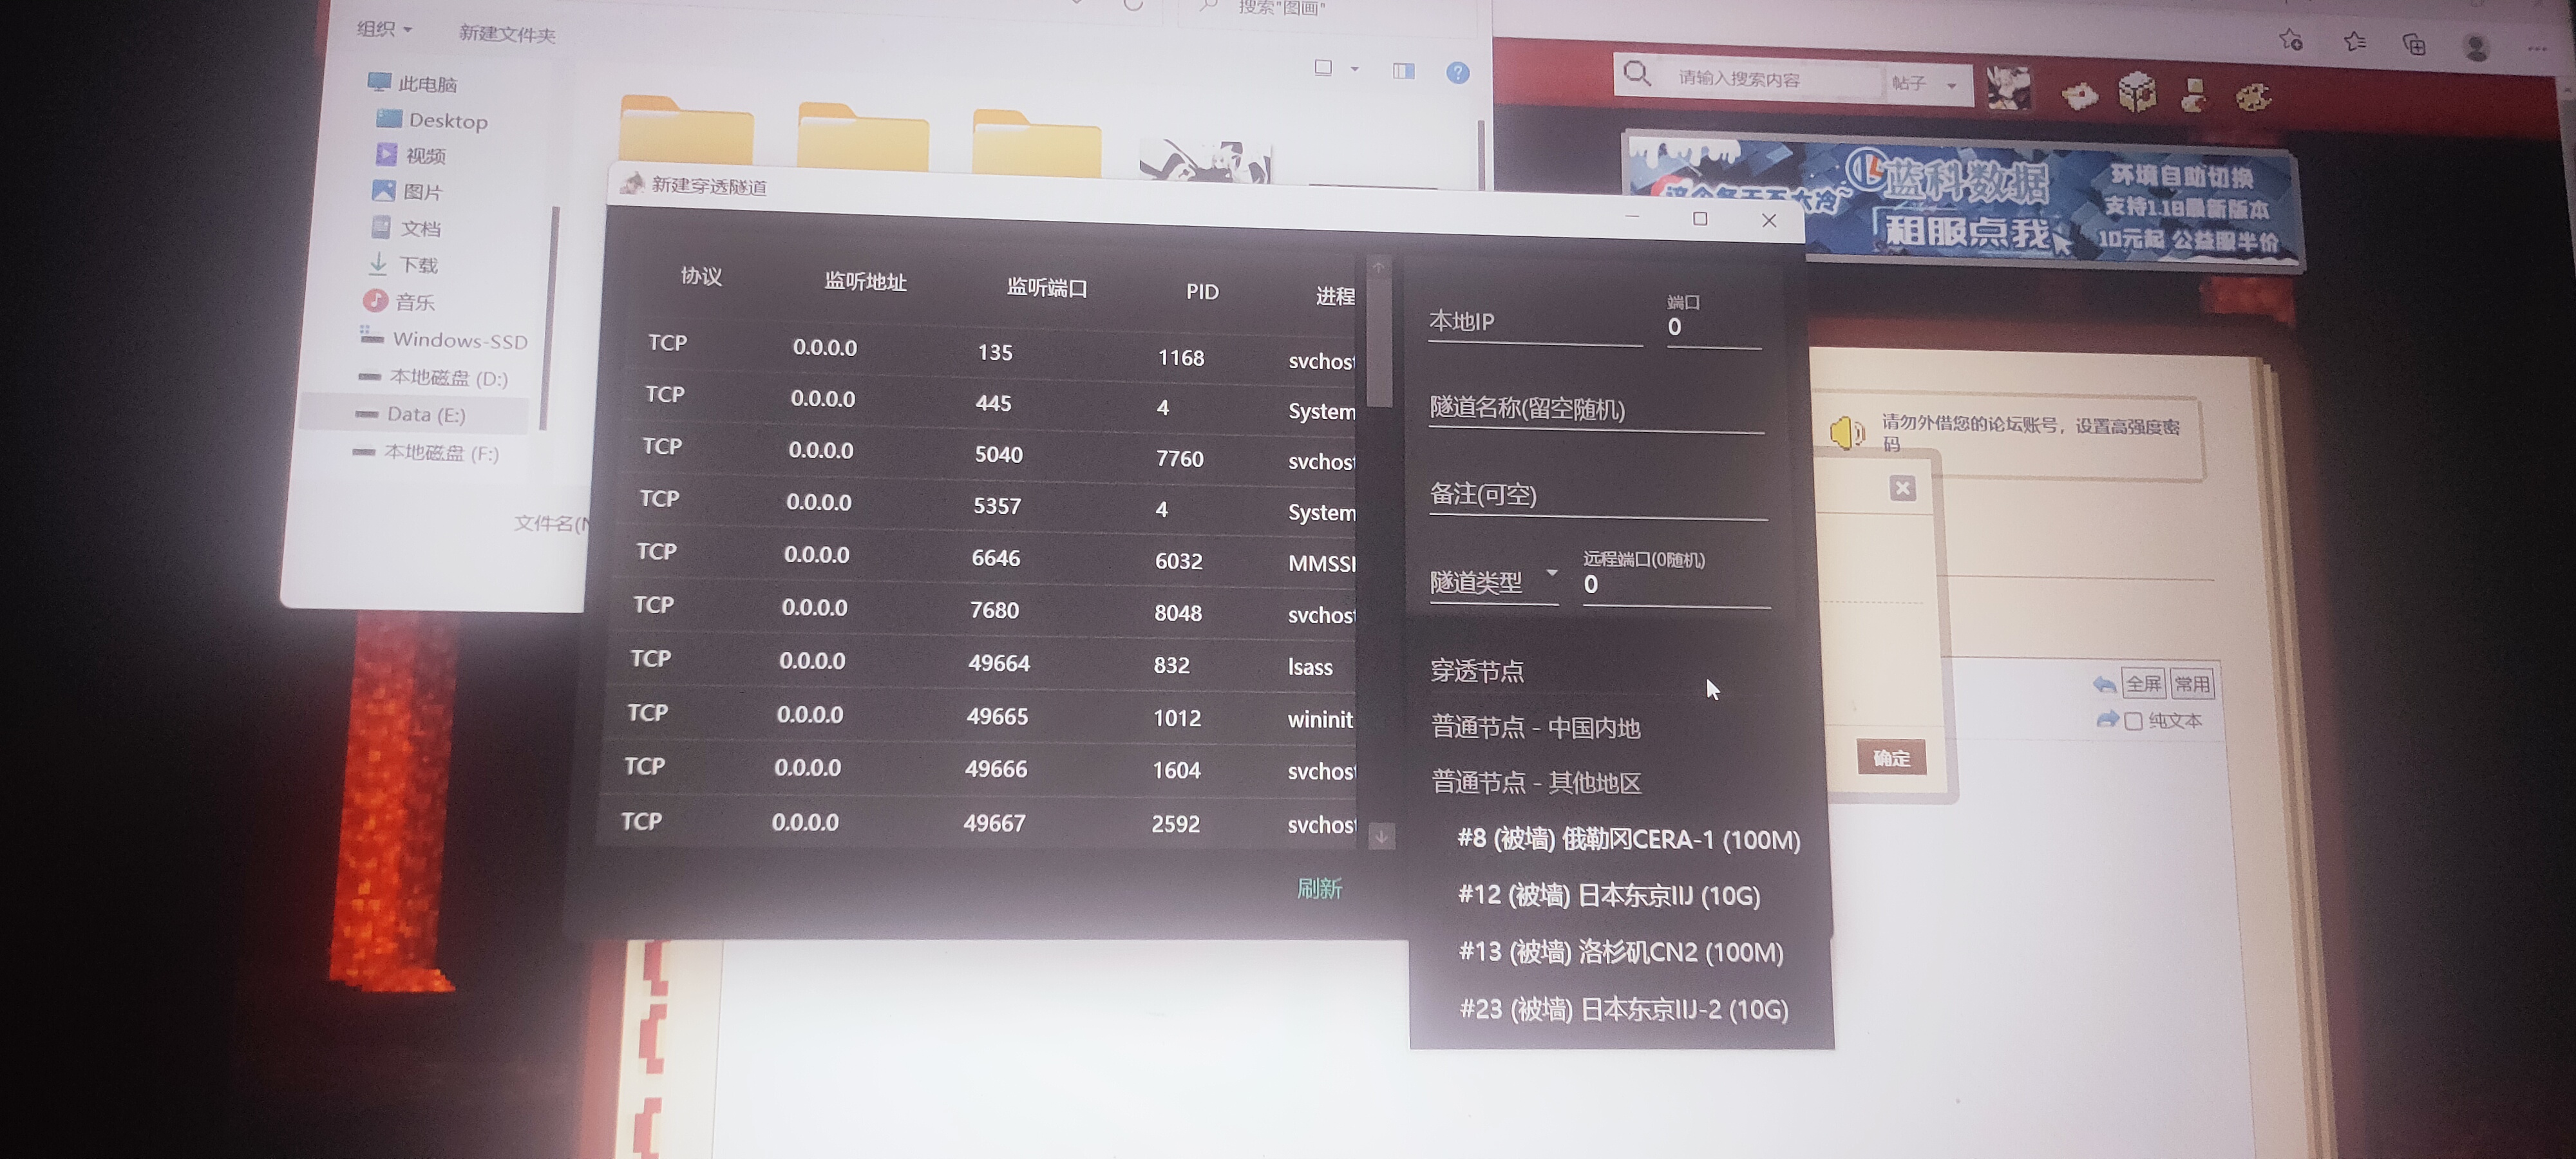 搜索"图画"
组织
新建文件夹
此电脑
Desktop
视频
图片
文档
下载
音乐
Windows-SSD
本地磁盘 (D:)
Data (E:)
本地磁盘 (F:)
文件名(N
请输入搜索内容
帖子
蓝科数据
租服点我
环境自助切换
支持1.18最新版本
10元起 公益服半价
新建穿透隧道
协议 监听地址 监听端口 PID 进程
TCP 0.0.0.0 135 1168 svchost
TCP 0.0.0.0 445 4 System
TCP 0.0.0.0 5040 7760 svchost
TCP 0.0.0.0 5357 4 System
TCP 0.0.0.0 6646 6032 MMSS
TCP 0.0.0.0 7680 8048 svchost
TCP 0.0.0.0 49664 832 lsass
TCP 0.0.0.0 49665 1012 wininit
TCP 0.0.0.0 49666 1604 svchost
TCP 0.0.0.0 49667 2592 svchost
刷新
本地IP
端口
0
隧道名称(留空随机)
备注(可空)
隧道类型
远程端口(0随机)
0
穿透节点
普通节点 - 中国内地
普通节点 - 其他地区
#8 (被墙) 俄勒冈CERA-1 (100M)
#12 (被墙) 日本东京IIJ (10G)
#13 (被墙) 洛杉矶CN2 (100M)
#23 (被墙) 日本东京IIJ-2 (10G)
请勿外借您的论坛账号，设置高强度密
码
全屏 常用
纯文本
确定